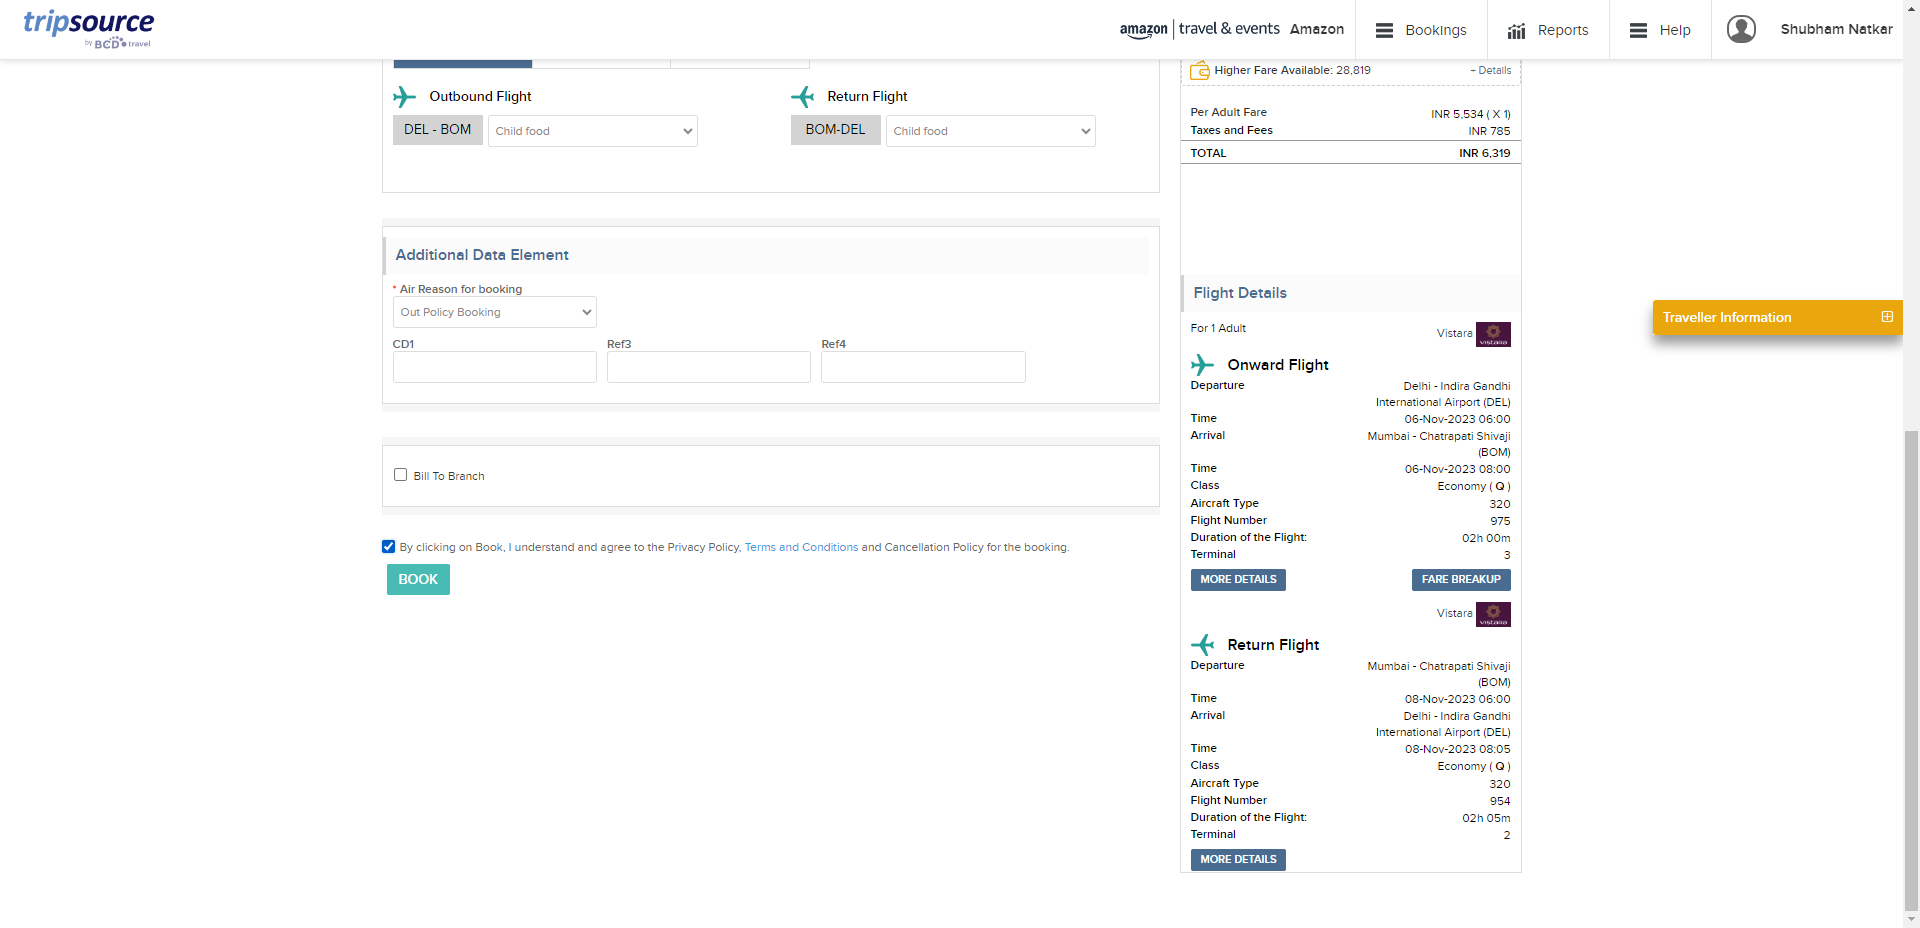 tripsource
by BCD travel
amazon | travel & events Amazon
Bookings
Reports
Help
Shubham Natkar
Outbound Flight
DEL - BOM
Child food
Return Flight
BOM-DEL
Child food
Additional Data Element
* Air Reason for booking
Out Policy Booking
CD1
Ref3
Ref4
Bill To Branch
By clicking on Book, I understand and agree to the Privacy Policy, Terms and Conditions and Cancellation Policy for the booking.
BOOK
Higher Fare Available: 28,819 + Details
Per Adult Fare INR 5,534 ( X 1)
Taxes and Fees INR 785
TOTAL INR 6,319
Flight Details
For 1 Adult Vistara VISTARA
Onward Flight
Departure Delhi - Indira Gandhi
International Airport (DEL)
Time 06-Nov-2023 06:00
Arrival Mumbai - Chatrapati Shivaji
(BOM)
Time 06-Nov-2023 08:00
Class Economy ( Q )
Aircraft Type 320
Flight Number 975
Duration of the Flight: 02h 00m
Terminal 3
MORE DETAILS FARE BREAKUP
Vistara VISTARA
Return Flight
Departure Mumbai - Chatrapati Shivaji
(BOM)
Time 08-Nov-2023 06:00
Arrival Delhi - Indira Gandhi
International Airport (DEL)
Time 08-Nov-2023 08:05
Class Economy ( Q )
Aircraft Type 320
Flight Number 954
Duration of the Flight: 02h 05m
Terminal 2
MORE DETAILS
Traveller Information